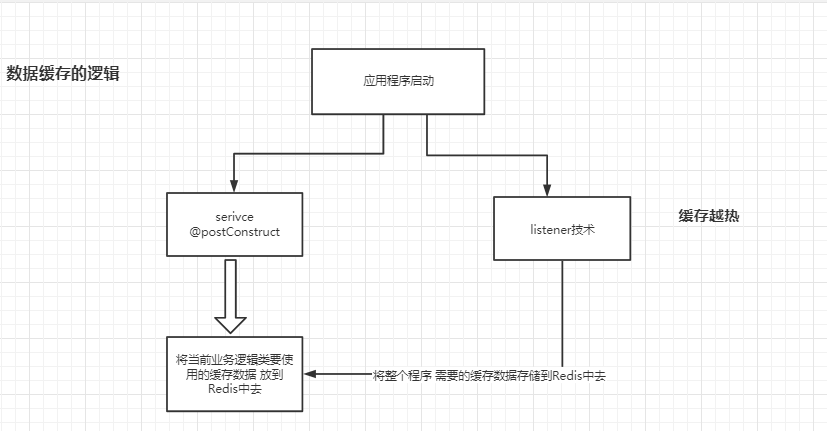 数据缓存的逻辑
应用程序启动
serivce
@postConstruct
listener技术
缓存越热
将当前业务逻辑类要使
用的缓存数据 放到
Redis中去
将整个程序 需要的缓存数据存储到Redis中去